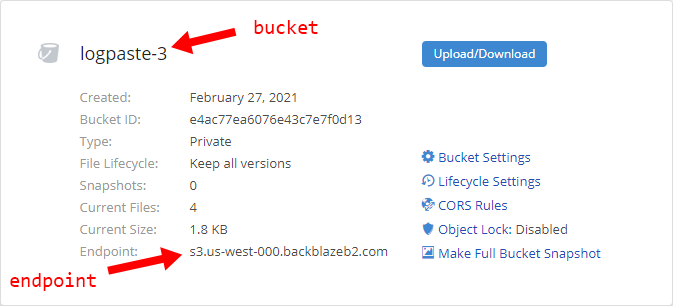 bucket
logpaste-3
Upload/Download
Created: February 27, 2021
Bucket ID: e4ac77ea6076e43c7e7f0d13
Type: Private
File Lifecycle: Keep all versions
Bucket Settings
Snapshots: 0
Lifecycle Settings
Current Files: 4
CORS Rules
Current Size: 1.8 KB
Object Lock: Disabled
Endpoint: s3.us-west-000.backblazeb2.com
Make Full Bucket Snapshot
endpoint